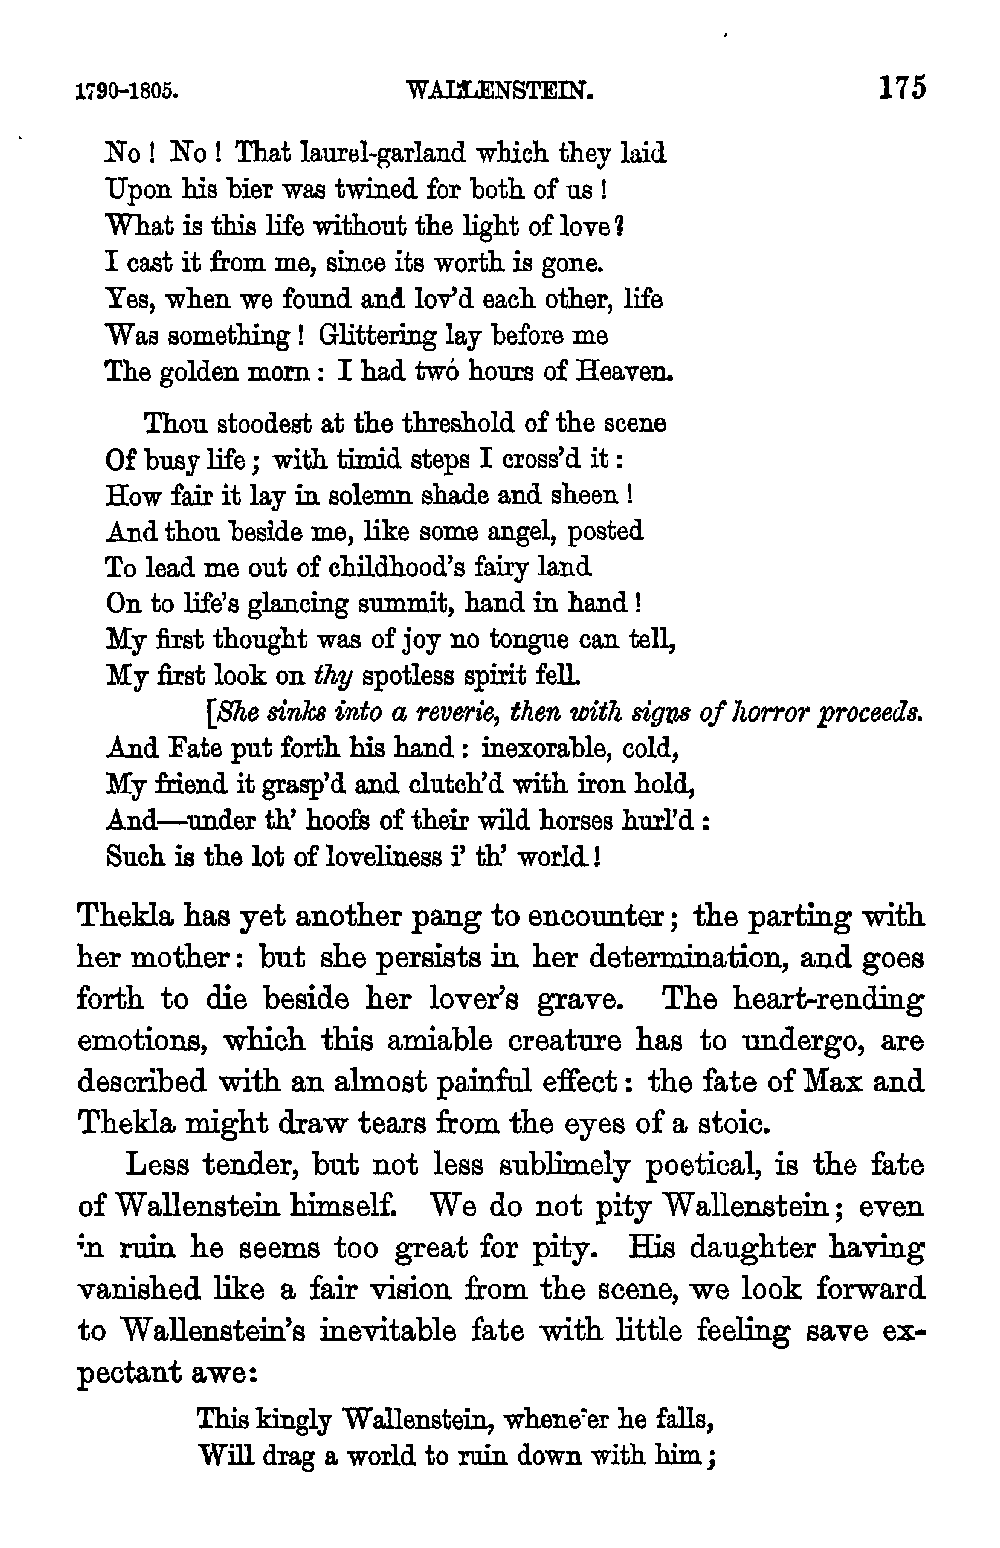 1790-1805. WALLENSTEIN. 175
No! No! That laurel-garland which they laid
Upon his bier was twined for both of us!
What is this life without the light of love?
I cast it from me, since its worth is gone.
Yes, when we found and lov'd each other, life
Was something! Glittering lay before me
The golden morn: I had two hours of Heaven.
Thou stoodest at the threshold of the scene
Of busy life; with timid steps I cross'd it:
How fair it lay in solemn shade and sheen!
And thou beside me, like some angel, posted
To lead me out of childhood's fairy land
On to life's glancing summit, hand in hand!
My first thought was of joy no tongue can tell,
My first look on thy spotless spirit fell.
[She sinks into a reverie, then with signs of horror proceeds.
And Fate put forth his hand: inexorable, cold,
My friend it grasp'd and clutch'd with iron hold,
And—under th' hoofs of their wild horses hurl'd:
Such is the lot of loveliness i' th' world!
Thekla has yet another pang to encounter; the parting with
her mother: but she persists in her determination, and goes
forth to die beside her lover's grave. The heart-rending
emotions, which this amiable creature has to undergo, are
described with an almost painful effect: the fate of Max and
Thekla might draw tears from the eyes of a stoic.
Less tender, but not less sublimely poetical, is the fate
of Wallenstein himself. We do not pity Wallenstein; even
in ruin he seems too great for pity. His daughter having
vanished like a fair vision from the scene, we look forward
to Wallenstein's inevitable fate with little feeling save ex-
pectant awe:
This kingly Wallenstein, whene'er he falls,
Will drag a world to ruin down with him;